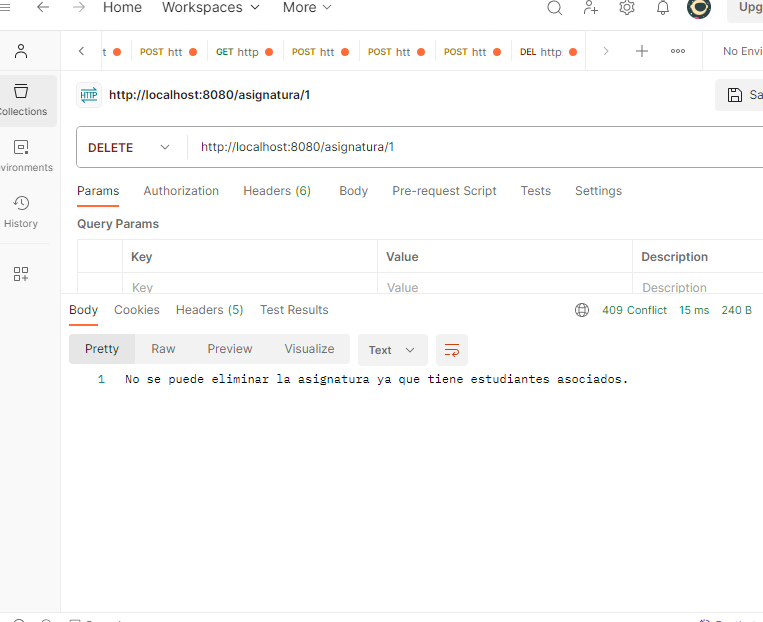 Home Workspaces More Upg
t POST htt GET http POST htt POST htt POST htt DEL http No Envi
HTTP http://localhost:8080/asignatura/1 Sa
ollections
DELETE http://localhost:8080/asignatura/1
vironments
Params Authorization Headers (6) Body Pre-request Script Tests Settings
History
Query Params
Key Value Description
Key Value Description
Body Cookies Headers (5) Test Results 409 Conflict 15 ms 240 B
Pretty Raw Preview Visualize Text
1 No se puede eliminar la asignatura ya que tiene estudiantes asociados.